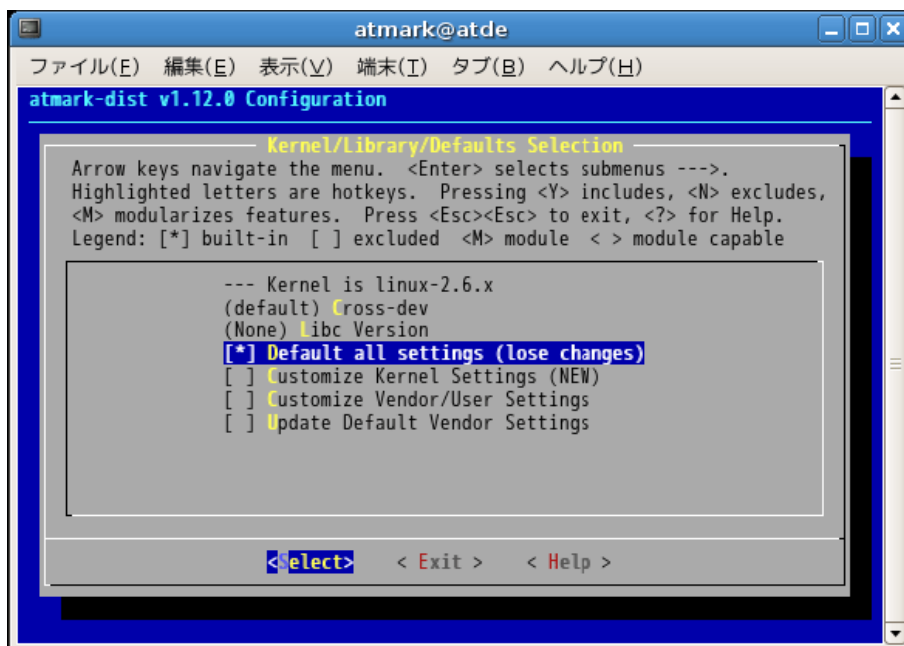 atmark@atde
ファイル(F) 編集(E) 表示(V) 端末(T) タブ(B) ヘルプ(H)
atmark-dist v1.12.0 Configuration
Kernel/Library/Defaults Selection
Arrow keys navigate the menu.  <Enter> selects submenus --->.
Highlighted letters are hotkeys.  Pressing <Y> includes, <N> excludes,
<M> modularizes features.  Press <Esc><Esc> to exit, <?> for Help.
Legend: [*] built-in  [ ] excluded  <M> module  < > module capable
--- Kernel is linux-2.6.x
(default) Cross-dev
(None) Libc Version
[*] Default all settings (lose changes)
[ ] Customize Kernel Settings (NEW)
[ ] Customize Vendor/User Settings
[ ] Update Default Vendor Settings
<Select>    < Exit >    < Help >